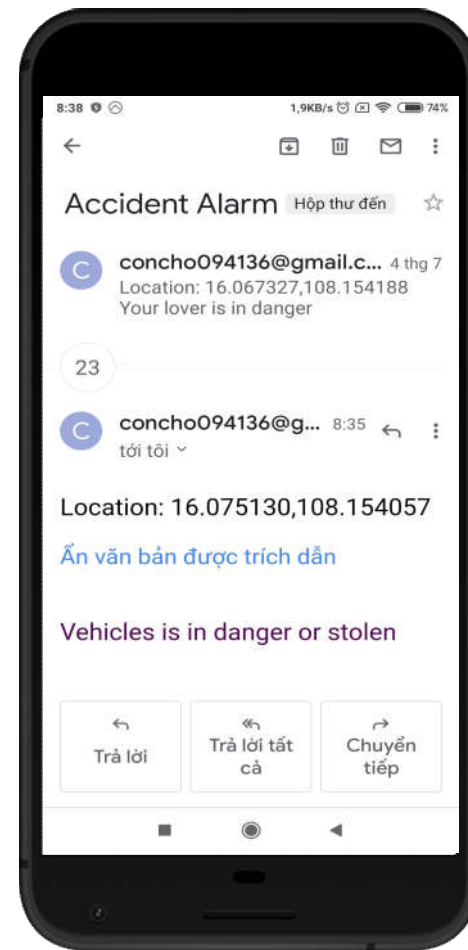 8:38 1,9KB/s 74%
Accident Alarm Hộp thư đến
C concho094136@gmail.c... 4 thg 7
Location: 16.067327,108.154188
Your lover is in danger
23
C concho094136@g... 8:35
tới tôi
Location: 16.075130,108.154057
Ẩn văn bản được trích dẫn
Vehicles is in danger or stolen
Trả lời
Trả lời tất
cả
Chuyển
tiếp